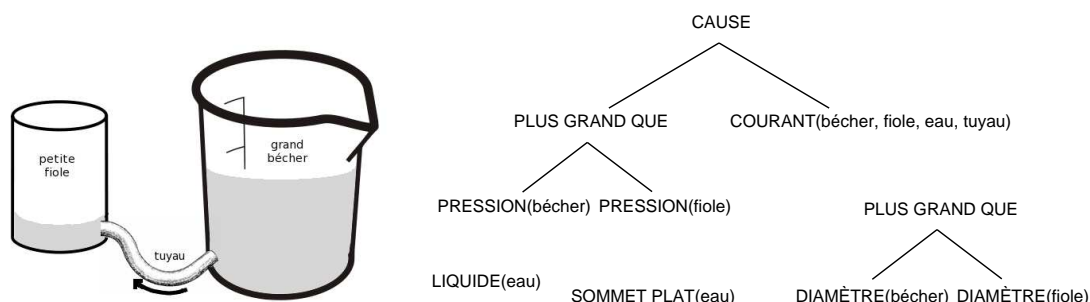 petite
fiole
tuyau
grand
bécher
CAUSE
PLUS GRAND QUE
COURANT(bécher, fiole, eau, tuyau)
PRESSION(bécher) PRESSION(fiole)
PLUS GRAND QUE
LIQUIDE(eau)
SOMMET PLAT(eau)
DIAMÈTRE(bécher) DIAMÈTRE(fiole)